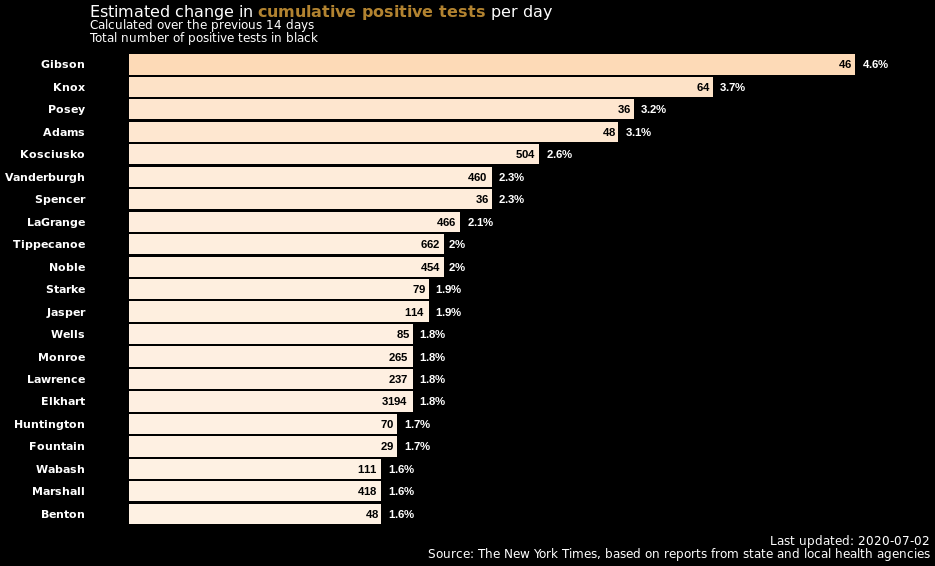 Estimated change in cumulative positive tests per day
Calculated over the previous 14 days
Total number of positive tests in black
Gibson 46 4.6%
Knox 64 3.7%
Posey 36 3.2%
Adams 48 3.1%
Kosciusko 504 2.6%
Vanderburgh 460 2.3%
Spencer 36 2.3%
LaGrange 466 2.1%
Tippecanoe 662 2%
Noble 454 2%
Starke 79 1.9%
Jasper 114 1.9%
Wells 85 1.8%
Monroe 265 1.8%
Lawrence 237 1.8%
Elkhart 3194 1.8%
Huntington 70 1.7%
Fountain 29 1.7%
Wabash 111 1.6%
Marshall 418 1.6%
Benton 48 1.6%
Last updated: 2020-07-02
Source: The New York Times, based on reports from state and local health agencies